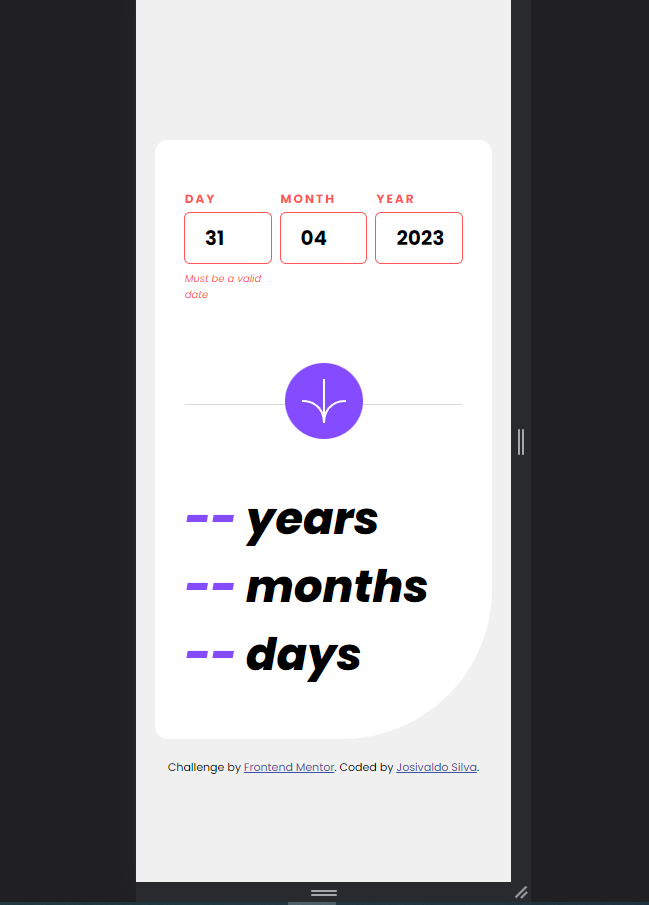 DAY MONTH YEAR
31 04 2023
Must be a valid
date
-- years
-- months
-- days
Challenge by Frontend Mentor. Coded by Josivaldo Silva.